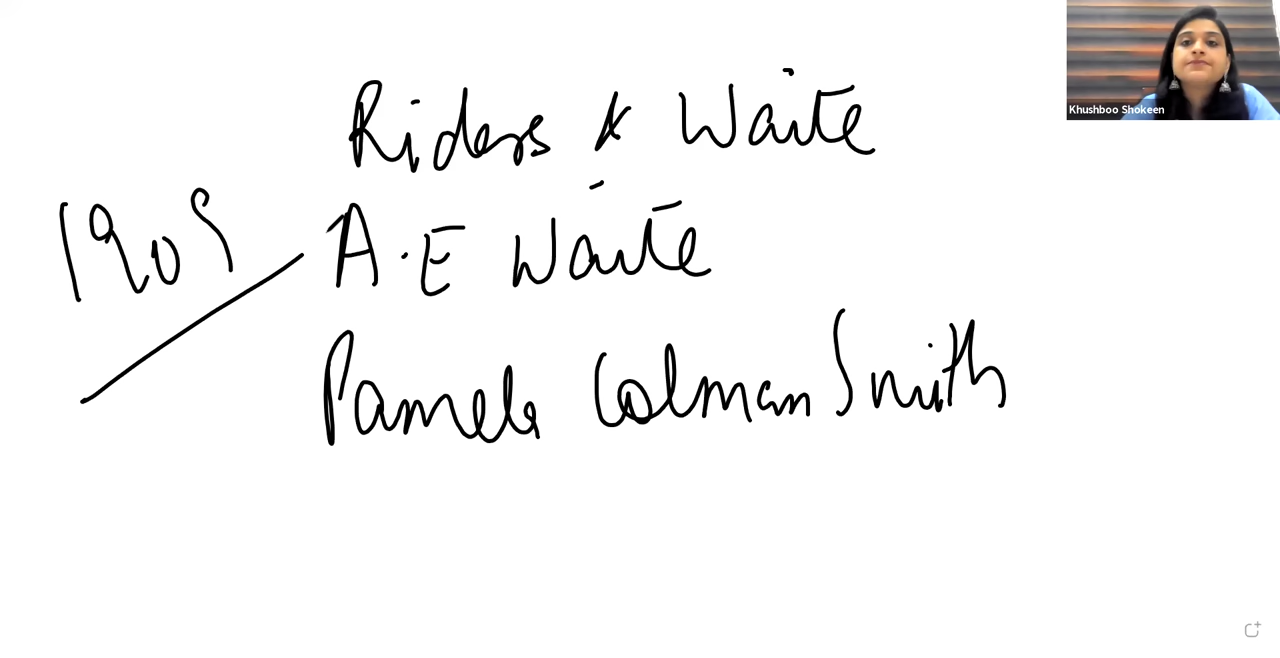 Riders & Waite
1909
A.E Waite
Pamela Colman Smith
Khushboo Shokeen